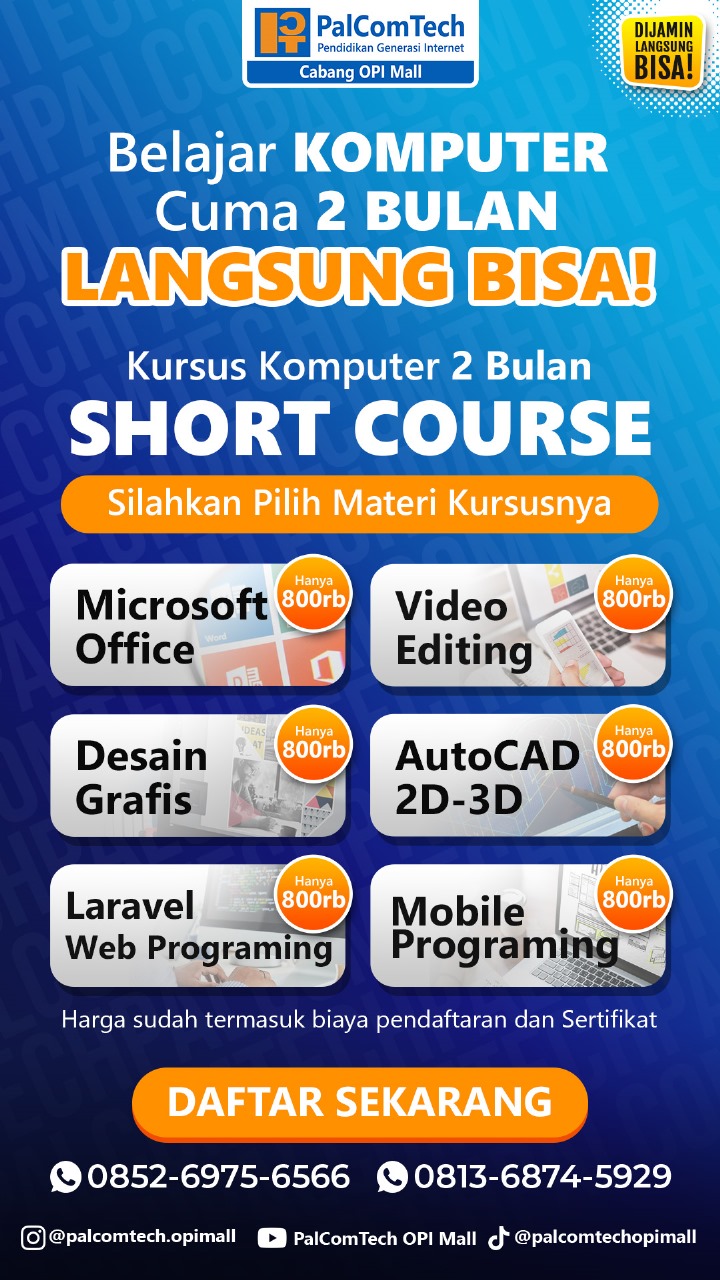 PalComTech
Pendidikan Generasi Internet
Cabang OPI Mall
DIJAMIN
LANGSUNG
BISA!
Belajar KOMPUTER
Cuma 2 BULAN
LANGSUNG BISA!
Kursus Komputer 2 Bulan
SHORT COURSE
Silahkan Pilih Materi Kursusnya
Microsoft
Office
Hanya
800rb
Word
Video
Editing
Hanya
800rb
Desain
Grafis
Hanya
800rb
IDEAS
AutoCAD
2D-3D
Hanya
800rb
Laravel
Web Programing
Hanya
800rb
Mobile
Programing
Hanya
800rb
Harga sudah termasuk biaya pendaftaran dan Sertifikat
DAFTAR SEKARANG
0852-6975-6566
0813-6874-5929
@palcomtech.opimall
PalComTech OPI Mall
@palcomtechopimall